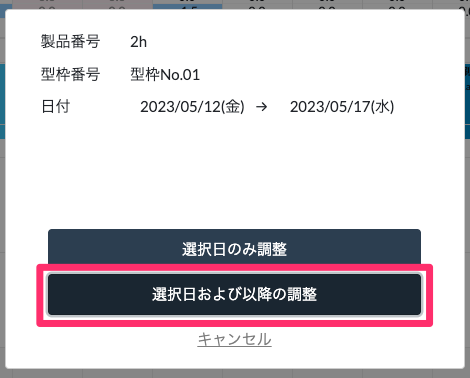 製品番号 2h
型枠番号 型枠No.01
日付 2023/05/12(金) → 2023/05/17(水)
選択日のみ調整
選択日および以降の調整
キャンセル